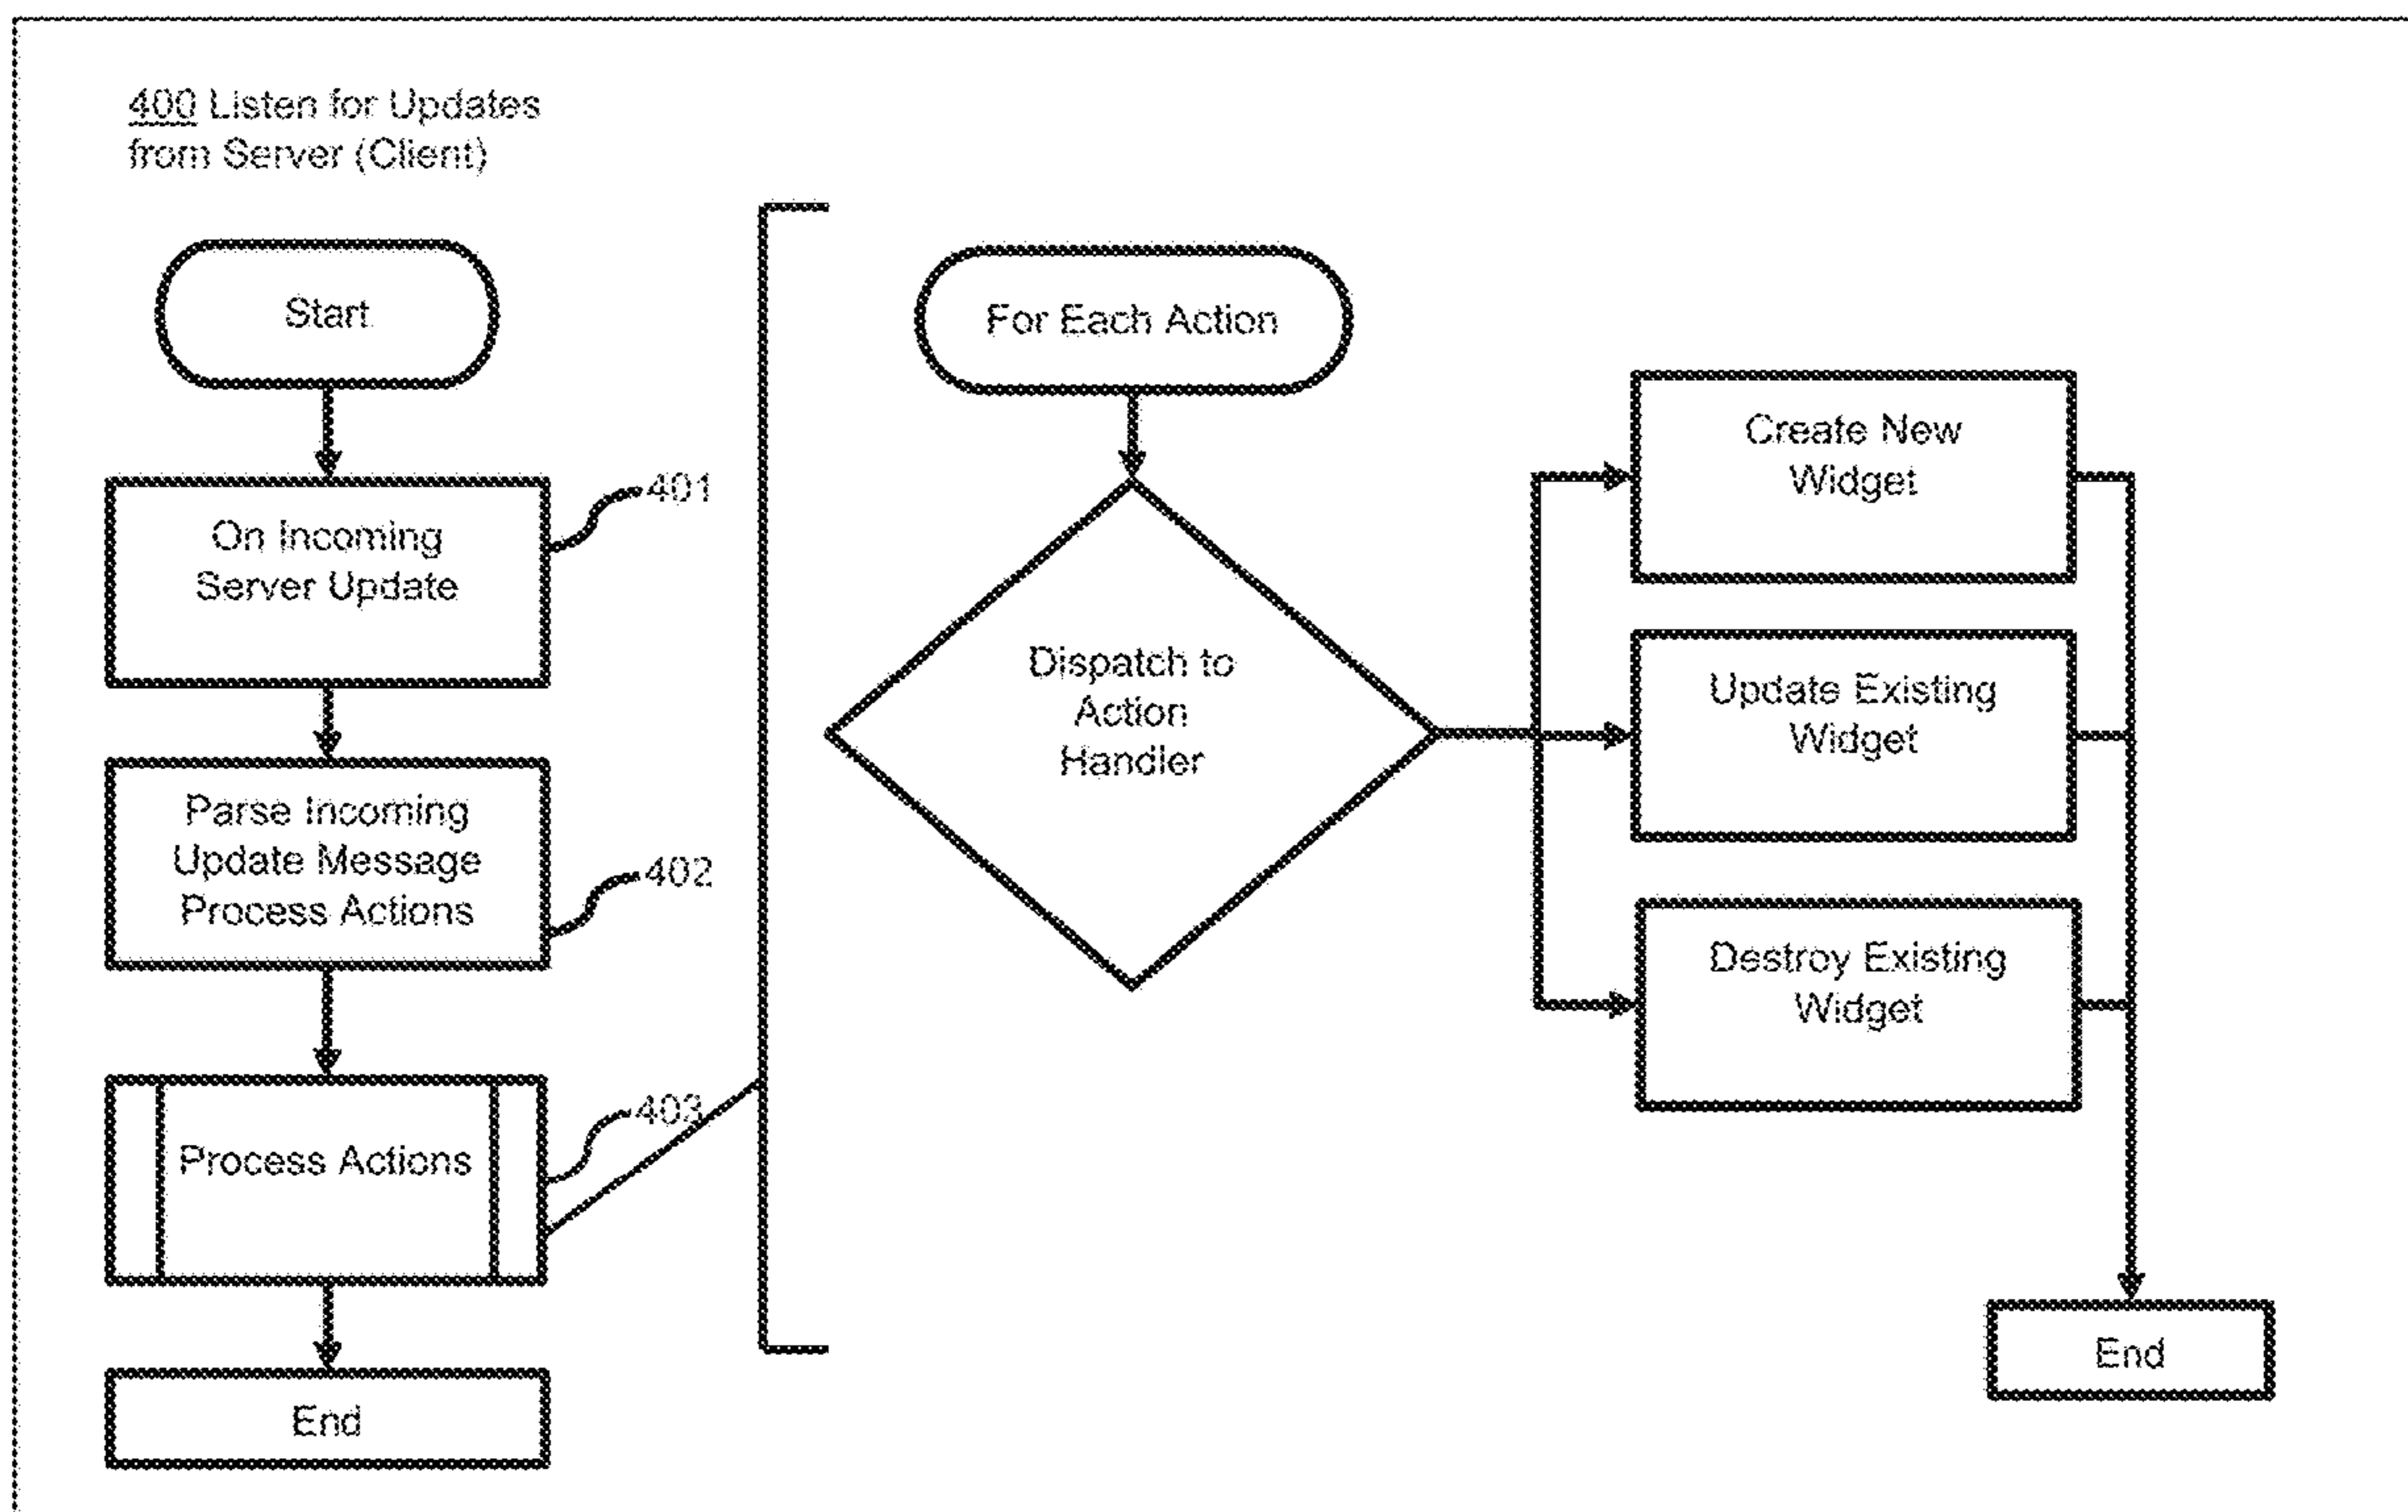 400 Listen for Updates
from Server (Client)
Start
On Incoming
Server Update
401
Parse Incoming
Update Message
Process Actions
402
Process Actions
403
End
For Each Action
Dispatch to
Action
Handler
Create New
Widget
Update Existing
Widget
Destroy Existing
Widget
End